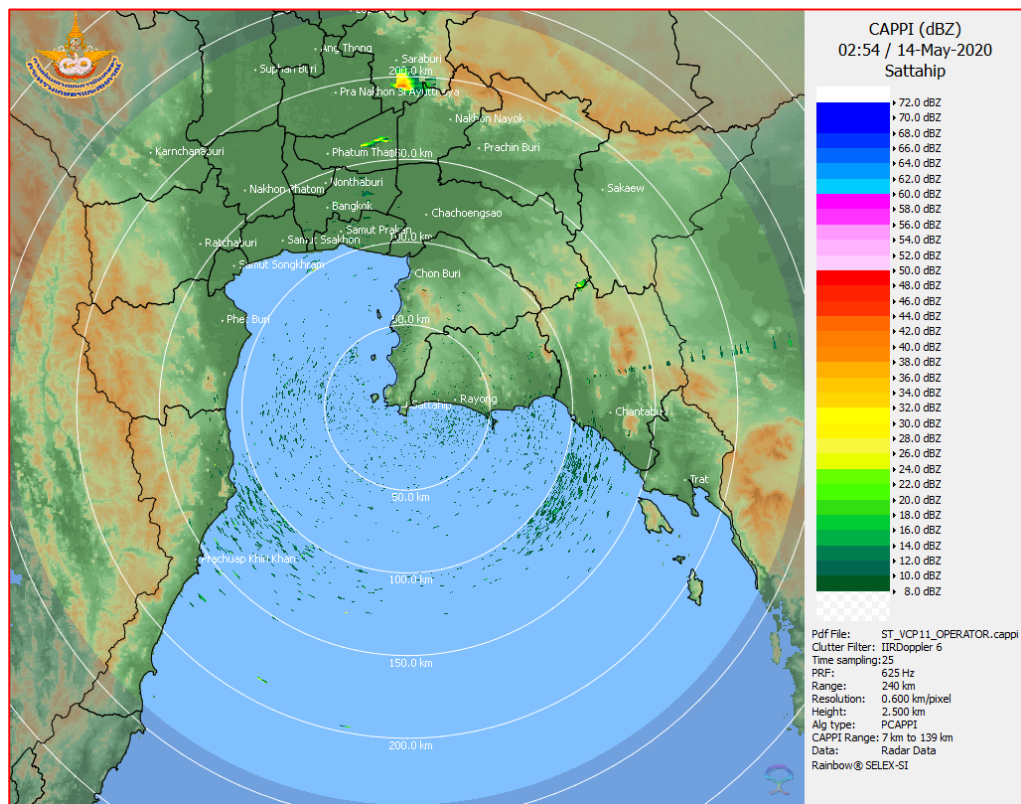 CAPPI (dBZ)
02:54 / 14-May-2020
Sattahip
72.0 dBZ
70.0 dBZ
68.0 dBZ
66.0 dBZ
64.0 dBZ
62.0 dBZ
60.0 dBZ
58.0 dBZ
56.0 dBZ
54.0 dBZ
52.0 dBZ
50.0 dBZ
48.0 dBZ
46.0 dBZ
44.0 dBZ
42.0 dBZ
40.0 dBZ
38.0 dBZ
36.0 dBZ
34.0 dBZ
32.0 dBZ
30.0 dBZ
28.0 dBZ
26.0 dBZ
24.0 dBZ
22.0 dBZ
20.0 dBZ
18.0 dBZ
16.0 dBZ
14.0 dBZ
12.0 dBZ
10.0 dBZ
8.0 dBZ
Pdf File: ST_VCP11_OPERATOR.cappi
Clutter Filter: IIRDoppler 6
Time sampling:25
PRF: 625 Hz
Range: 240 km
Resolution: 0.600 km/pixel
Height: 2.500 km
Alg type: PCAPPI
CAPPI Range: 7 km to 139 km
Data: Radar Data
Rainbow® SELEX-SI
Ang Thong
Saraburi
Suphan Buri
200.0 km
Pra Nakhon Si Ayutthaya
Nakhon Nayok
Karnchanaburi
Phatum Thani
150.0 km
Prachin Buri
Nonthaburi
Nakhon Phatom
Sakaew
Bangkok
Chachoengsao
Samut Prakan
Ratchaburi
Samut Ssakhon
100.0 km
Samut Songkhram
Chon Buri
Phet Buri
50.0 km
Sattahip
Rayong
Chantaburi
Trat
50.0 km
Prachuap Khiri Khan
100.0 km
150.0 km
200.0 km